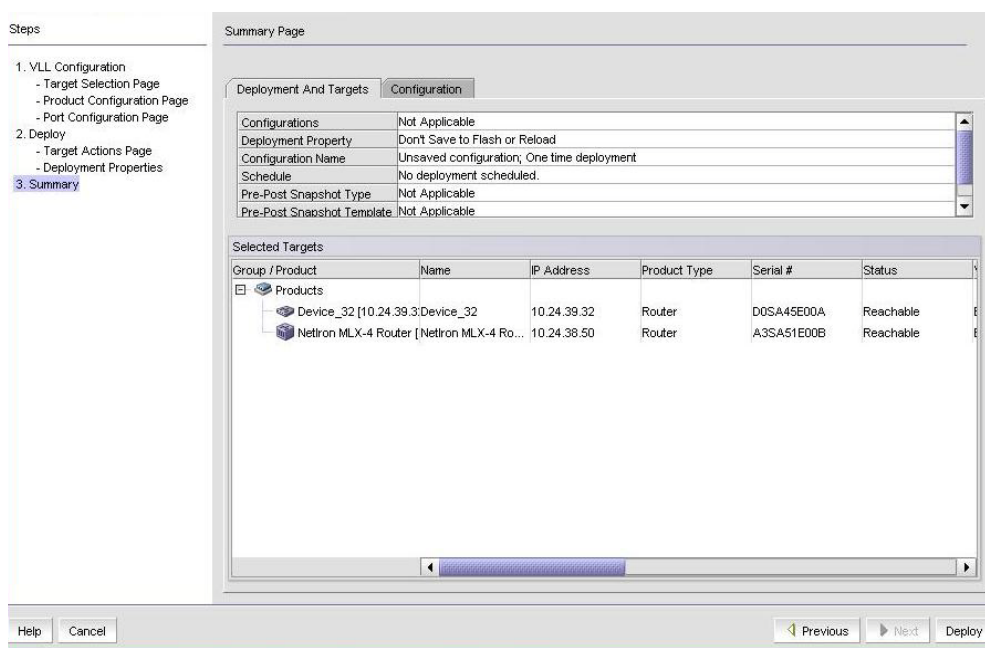 Steps
1. VLL Configuration
- Target Selection Page
- Product Configuration Page
- Port Configuration Page
2. Deploy
- Target Actions Page
- Deployment Properties
3. Summary
Summary Page
Deployment And Targets Configuration
Configurations Not Applicable
Deployment Property Don't Save to Flash or Reload
Configuration Name Unsaved configuration; One time deployment
Schedule No deployment scheduled.
Pre-Post Snapshot Type Not Applicable
Pre-Post Snapshot Template Not Applicable
Selected Targets
Group / Product Name IP Address Product Type Serial # Status
Products
Device_32 [10.24.39.3 Device_32 10.24.39.32 Router D0SA45E00A Reachable
NetIron MLX-4 Router [ NetIron MLX-4 Ro... 10.24.38.50 Router A3SA51E00B Reachable
Help Cancel Previous Next Deploy